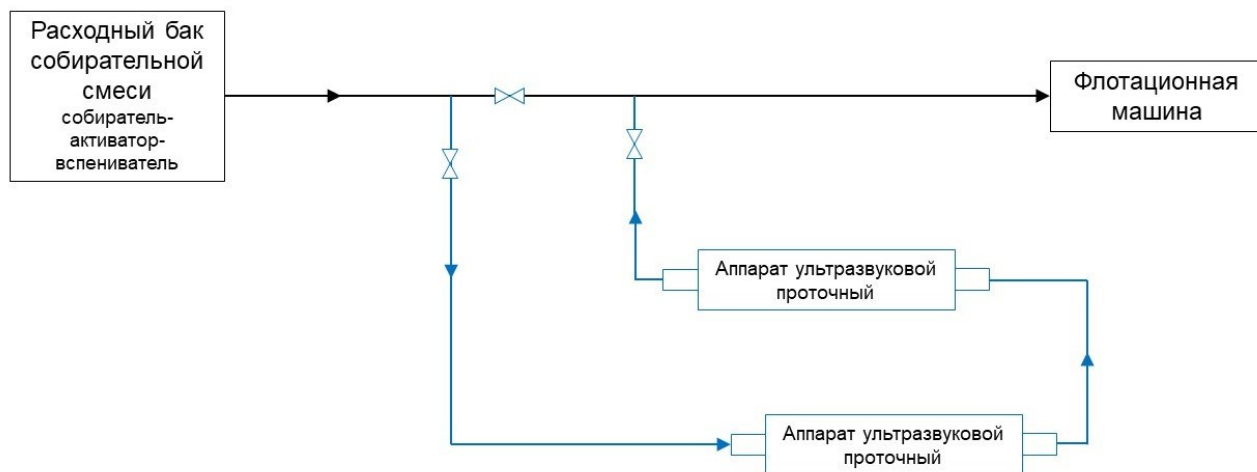 Расходный бак
собирательной
смеси
собиратель-
активатор-
вспениватель
Флотационная
машина
Аппарат ультразвуковой
проточный
Аппарат ультразвуковой
проточный